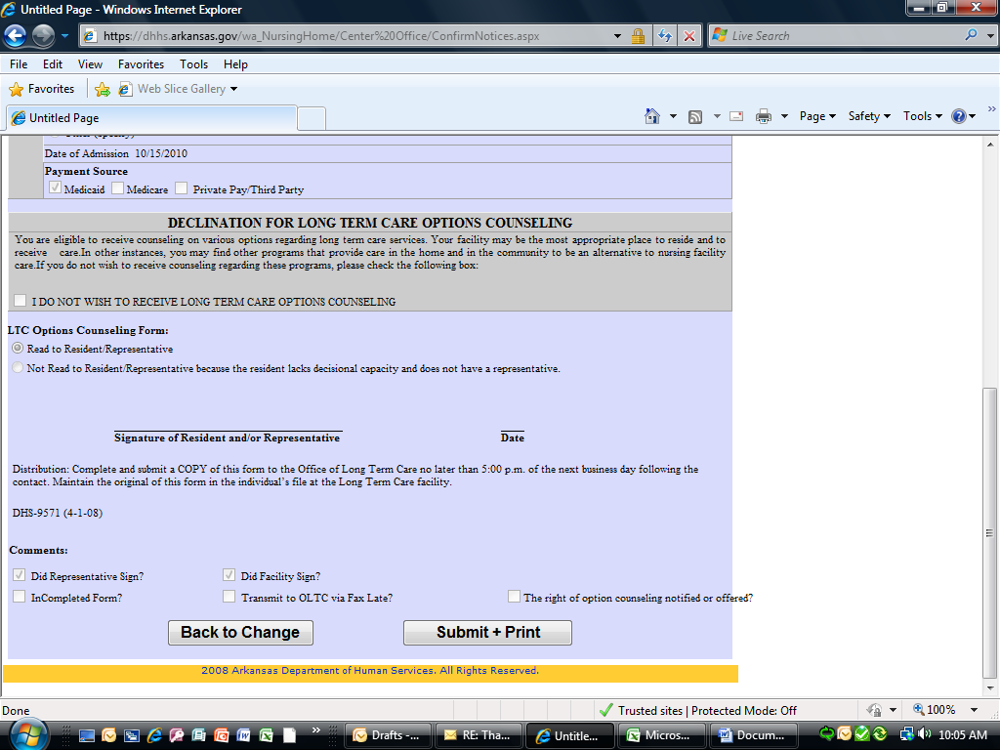 Untitled Page - Windows Internet Explorer
https://dhhs.arkansas.gov/wa_NursingHome/Center%20Office/ConfirmNotices.aspx
Live Search
File Edit View Favorites Tools Help
Favorites Web Slice Gallery
Untitled Page
Page Safety Tools
Date of Admission 10/15/2010
Payment Source
Medicaid Medicare Private Pay/Third Party
DECLINATION FOR LONG TERM CARE OPTIONS COUNSELING
You are eligible to receive counseling on various options regarding long term care services. Your facility may be the most appropriate place to reside and to
receive care.In other instances, you may find other programs that provide care in the home and in the community to be an alternative to nursing facility
care.If you do not wish to receive counseling regarding these programs, please check the following box:
I DO NOT WISH TO RECEIVE LONG TERM CARE OPTIONS COUNSELING
LTC Options Counseling Form:
Read to Resident/Representative
Not Read to Resident/Representative because the resident lacks decisional capacity and does not have a representative.
Signature of Resident and/or Representative Date
Distribution: Complete and submit a COPY of this form to the Office of Long Term Care no later than 5:00 p.m. of the next business day following the
contact. Maintain the original of this form in the individual's file at the Long Term Care facility.
DHS-9571 (4-1-08)
Comments:
Did Representative Sign? Did Facility Sign?
InCompleted Form? Transmit to OLTC via Fax Late? The right of option counseling notified or offered?
Back to Change Submit + Print
2008 Arkansas Department of Human Services. All Rights Reserved.
Done Trusted sites | Protected Mode: Off 100%
Drafts -... RE: Tha... Untitle... Micros... Docum... 10:05 AM